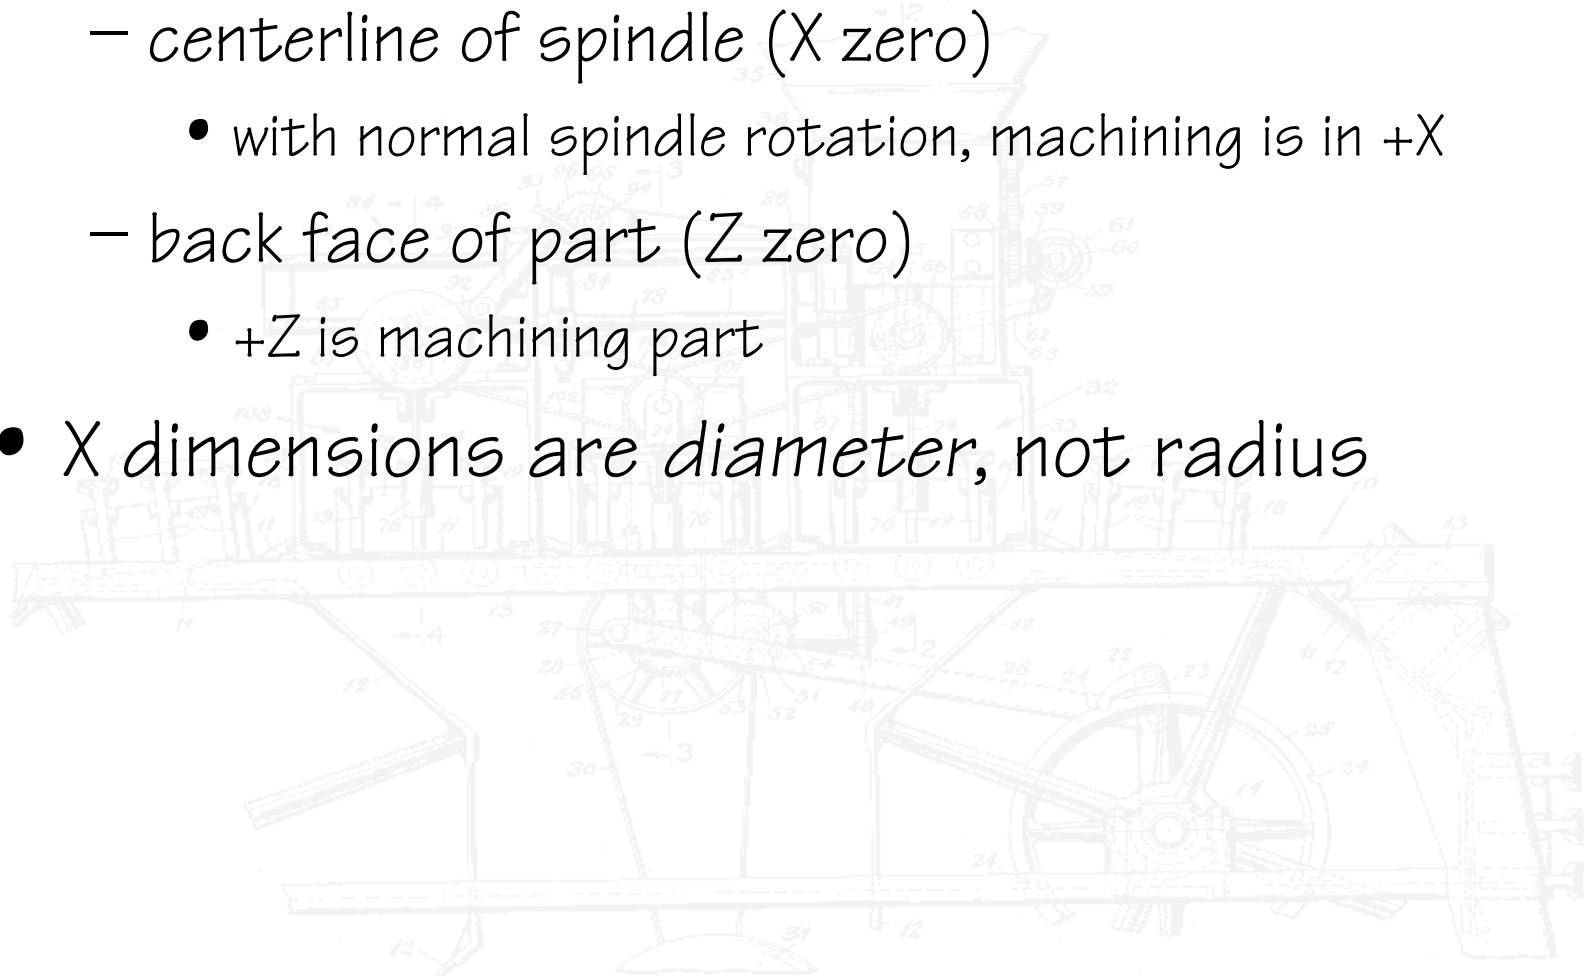 – centerline of spindle (X zero)
• with normal spindle rotation, machining is in +X
– back face of part (Z zero)
• +Z is machining part
• X dimensions are diameter, not radius